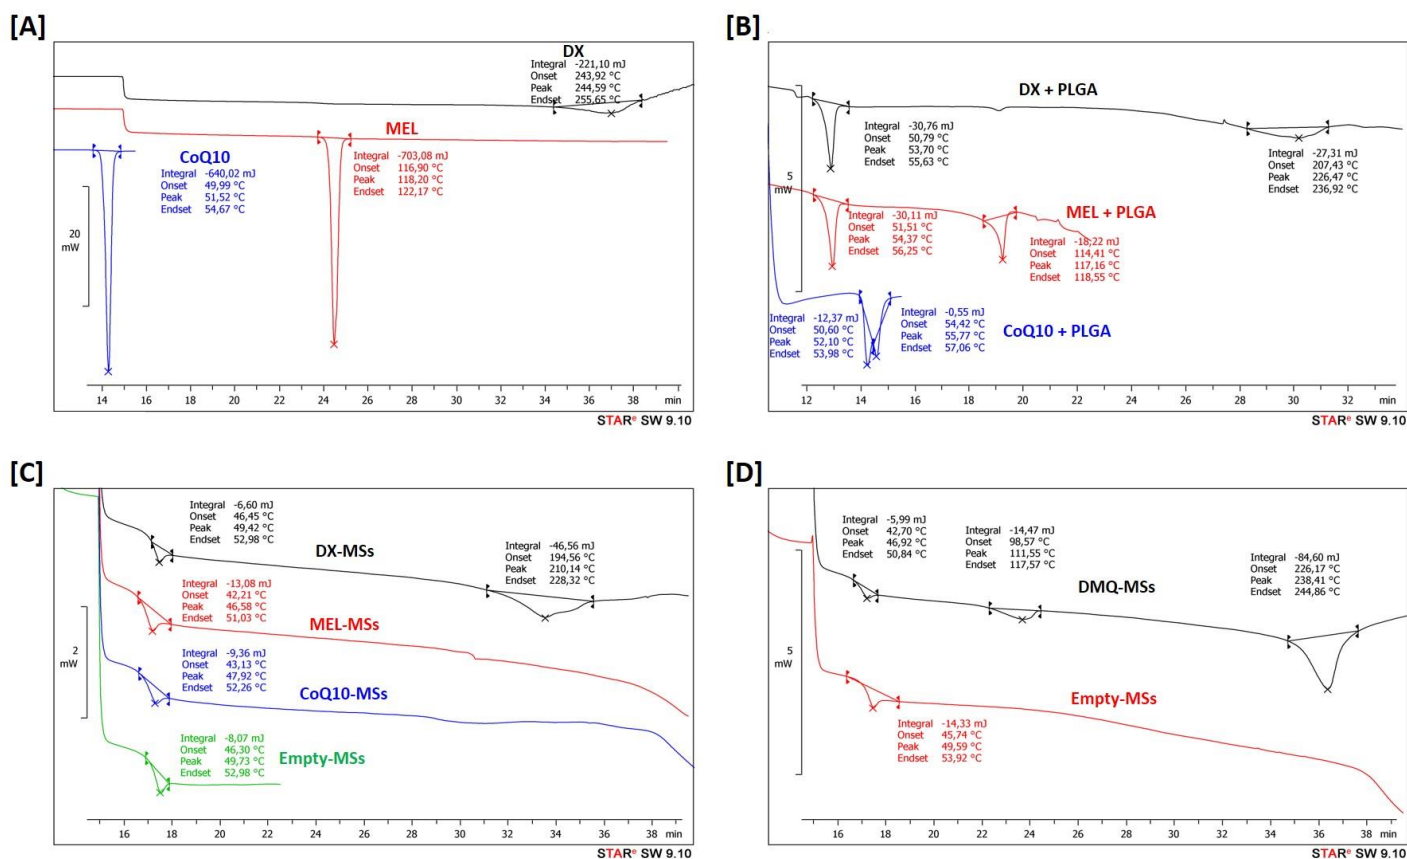 [A]
DX
Integral -221,10 mJ
Onset 243,92 °C
Peak 244,59 °C
Endset 255,65 °C
MEL
Integral -703,08 mJ
Onset 116,90 °C
Peak 118,20 °C
Endset 122,17 °C
CoQ10
Integral -640,02 mJ
Onset 49,99 °C
Peak 51,52 °C
Endset 54,67 °C
20
mW
14 16 18 20 22 24 26 28 30 32 34 36 38 min
STARe SW 9.10
[B]
DX + PLGA
Integral -30,76 mJ
Onset 50,79 °C
Peak 53,70 °C
Endset 55,63 °C
Integral -27,31 mJ
Onset 207,43 °C
Peak 226,47 °C
Endset 236,92 °C
5
mW
MEL + PLGA
Integral -30,11 mJ
Onset 51,51 °C
Peak 54,37 °C
Endset 56,25 °C
Integral -18,22 mJ
Onset 114,41 °C
Peak 117,16 °C
Endset 118,55 °C
Integral -12,37 mJ
Onset 50,60 °C
Peak 52,10 °C
Endset 53,98 °C
Integral -0,55 mJ
Onset 54,42 °C
Peak 55,77 °C
Endset 57,06 °C
CoQ10 + PLGA
12 14 16 18 20 22 24 26 28 30 32 min
STARe SW 9.10
[C]
Integral -6,60 mJ
Onset 46,45 °C
Peak 49,42 °C
Endset 52,98 °C
DX-MSs
Integral -46,56 mJ
Onset 194,56 °C
Peak 210,14 °C
Endset 228,32 °C
Integral -13,08 mJ
Onset 42,21 °C
Peak 46,58 °C
Endset 51,03 °C
MEL-MSs
2
mW
Integral -9,36 mJ
Onset 43,13 °C
Peak 47,92 °C
Endset 52,26 °C
CoQ10-MSs
Integral -8,07 mJ
Onset 46,30 °C
Peak 49,73 °C
Endset 52,98 °C
Empty-MSs
16 18 20 22 24 26 28 30 32 34 36 38 min
STARe SW 9.10
[D]
Integral -5,99 mJ
Onset 42,70 °C
Peak 46,92 °C
Endset 50,84 °C
Integral -14,47 mJ
Onset 98,57 °C
Peak 111,55 °C
Endset 117,57 °C
DMQ-MSs
Integral -84,60 mJ
Onset 226,17 °C
Peak 238,41 °C
Endset 244,86 °C
5
mW
Empty-MSs
Integral -14,33 mJ
Onset 45,74 °C
Peak 49,59 °C
Endset 53,92 °C
16 18 20 22 24 26 28 30 32 34 36 38 min
STARe SW 9.10